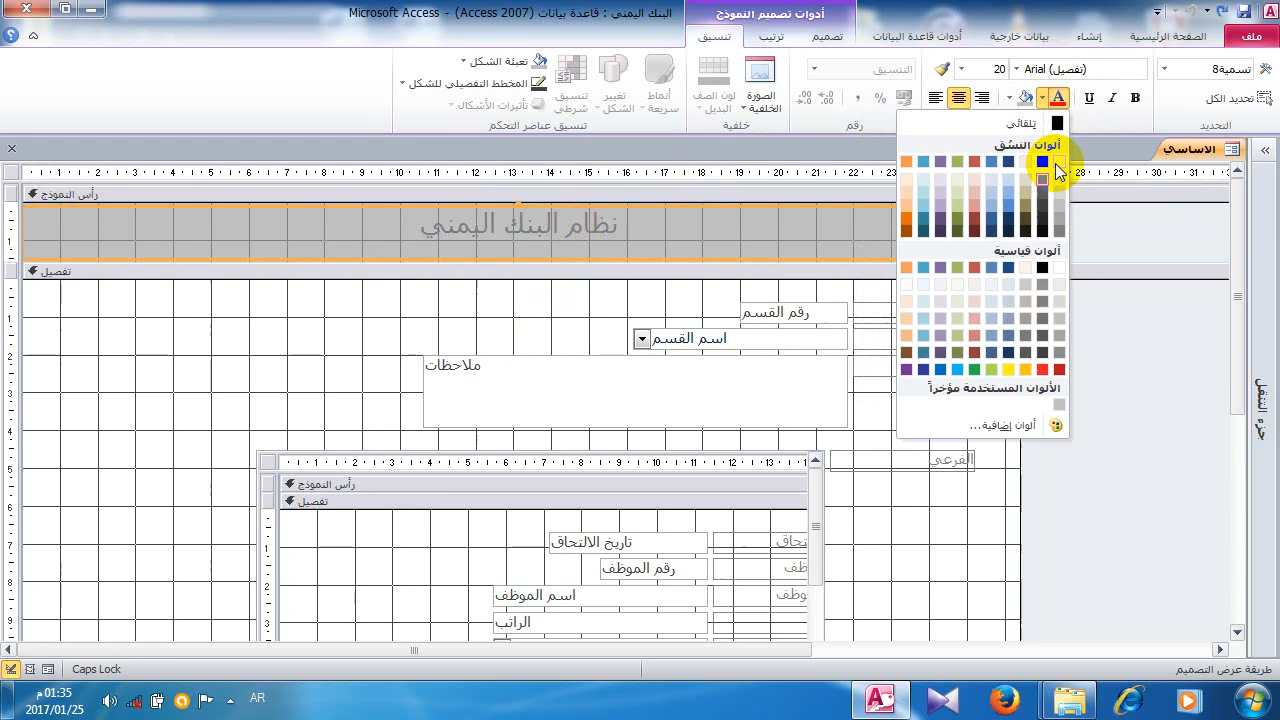 أدوات تصميم النموذج
البنك اليمني : قاعدة بيانات (Access 2007) - Microsoft Access
ملف
الصفحة الرئيسية
إنشاء
بيانات خارجية
أدوات قاعدة البيانات
تصميم
ترتيب
تنسيق
تسمية8
Arial (تفصيل)
20
التنسيق
الصورة الخلفية
لون الصف البديل
أنماط سريعة
تغيير الشكل
تنسيق شرطي
تعبئة الشكل
المخطط التفصيلي للشكل
تأثيرات الأشكال
تحديد الكل
B
I
U
A
%
التحديد
رقم
خلفية
تنسيق عناصر التحكم
تلقائي
ألوان النسُق
ألوان قياسية
الألوان المستخدمة مؤخراً
ألوان إضافية...
الاساسي
رأس النموذج
نظام البنك اليمني
تفصيل
رقم القسم
اسم القسم
ملاحظات
الفرعي
رأس النموذج
تفصيل
تاريخ الالتحاق
رقم الموظف
اسم الموظف
الراتب
جزء التنقل
Caps Lock
طريقة عرض التصميم
01:35 م
2017/01/25
AR